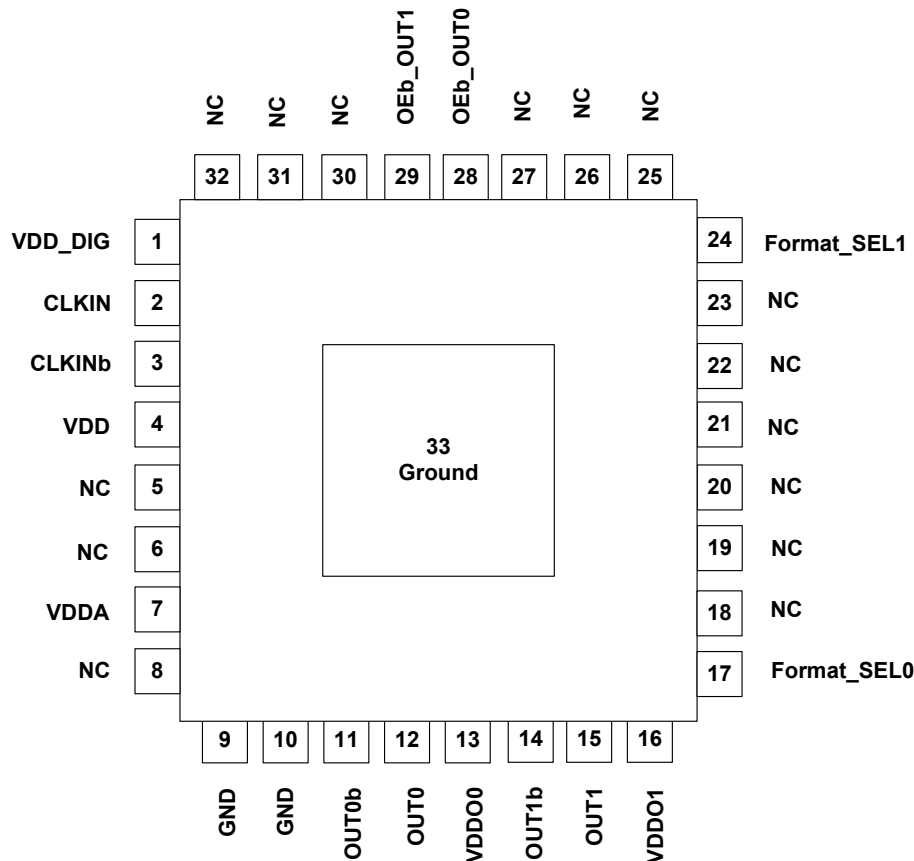 NC
NC
NC
OEb_OUT1
OEb_OUT0
NC
NC
NC
32
31
30
29
28
27
26
25
VDD_DIG
1
CLKIN
2
CLKINb
3
VDD
4
NC
5
NC
6
VDDA
7
NC
8
33
Ground
24
Format_SEL1
23
NC
22
NC
21
NC
20
NC
19
NC
18
NC
17
Format_SEL0
9
10
11
12
13
14
15
16
GND
GND
OUT0b
OUT0
VDDO0
OUT1b
OUT1
VDDO1